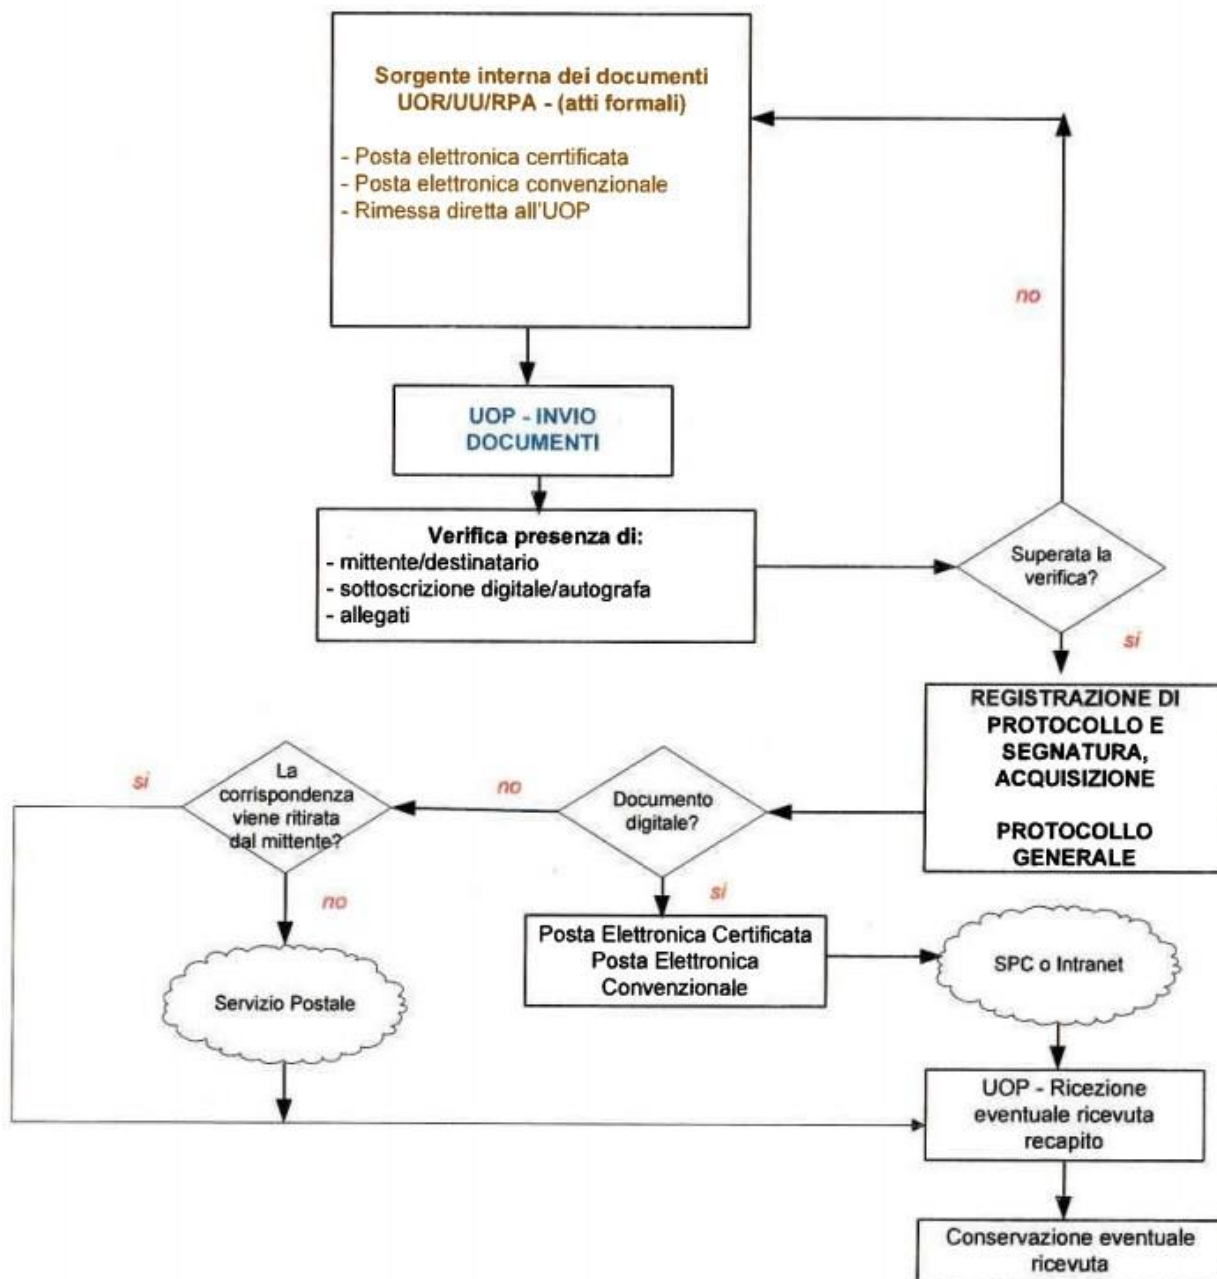 Sorgente interna dei documenti
UOR/UU/RPA - (atti formali)
- Posta elettronica cerrtificata
- Posta elettronica convenzionale
- Rimessa diretta all'UOP
no
UOP - INVIO
DOCUMENTI
Verifica presenza di:
- mittente/destinatario
- sottoscrizione digitale/autografa
- allegati
Superata la
verifica?
si
REGISTRAZIONE DI
PROTOCOLLO E
SEGNATURA,
ACQUISIZIONE
PROTOCOLLO
GENERALE
Documento
digitale?
no
La
corrispondenza
viene ritirata
dal mittente?
si
no
si
Posta Elettronica Certificata
Posta Elettronica
Convenzionale
SPC o Intranet
Servizio Postale
UOP - Ricezione
eventuale ricevuta
recapito
Conservazione eventuale
ricevuta